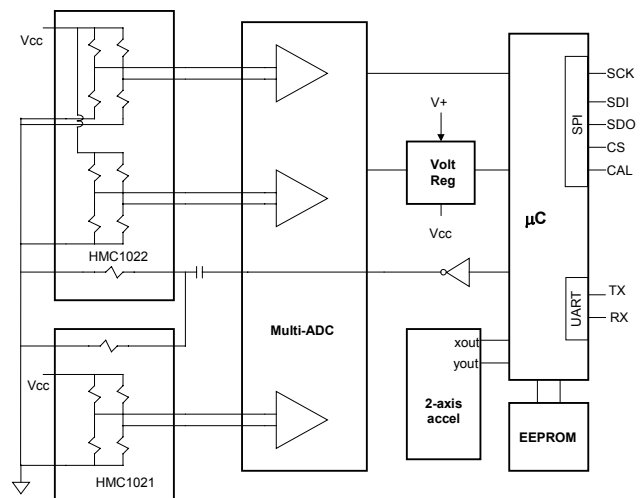 Vcc
HMC1022
Vcc
HMC1021
Multi-ADC
V+
Volt
Reg
Vcc
xout
yout
2-axis
accel
µC
SPI
SCK
SDI
SDO
CS
CAL
UART
TX
RX
EEPROM